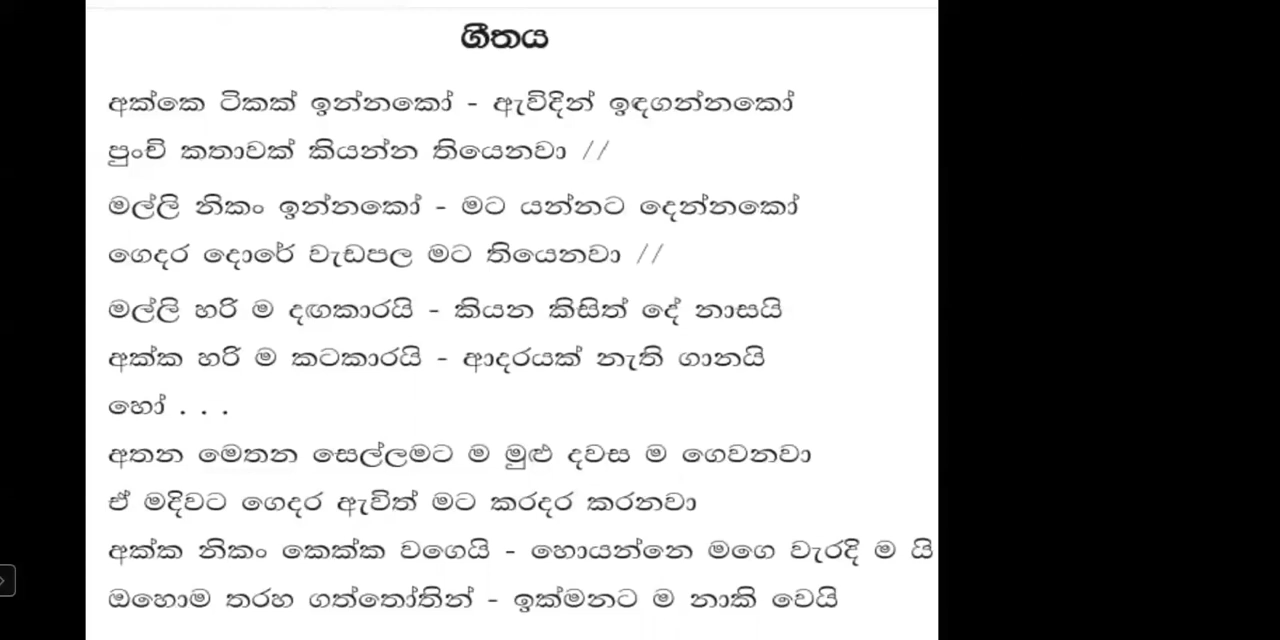 ගීතය
අක්කෙ ටිකක් ඉන්නකෝ - ඇවිදින් ඉඳගන්නකෝ
පුංචි කතාවක් කියන්න තියෙනවා //
මල්ලි නිකං ඉන්නකෝ - මට යන්නට දෙන්නකෝ
ගෙදර දොරේ වැඩපල මට තියෙනවා //
මල්ලි හරි ම දඟකාරයි - කියන කිසිත් දේ නාසයි
අක්ක හරි ම කටකාරයි - ආදරයක් නැති ගානයි
හෝ . . .
අතන මෙතන සෙල්ලමට ම මුළු දවස ම ගෙවනවා
ඒ මදිවට ගෙදර ඇවිත් මට කරදර කරනවා
අක්ක නිකං කෙක්ක වගෙයි - හොයන්නෙ මගෙ වැරදි ම යි
ඔහොම තරහ ගත්තෝතින් - ඉක්මනට ම නාකි වෙයි